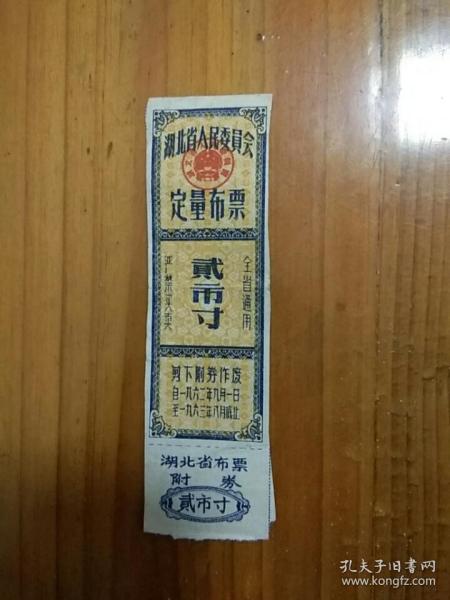 湖北省人民委員会
定量布票
全省通用
貳市寸
严禁买卖
剪下附券作废
自一九六二年九月一日
至一九六三年八月底止
湖北省布票
附券
貳市寸
孔夫子旧书网
www.kongfz.com